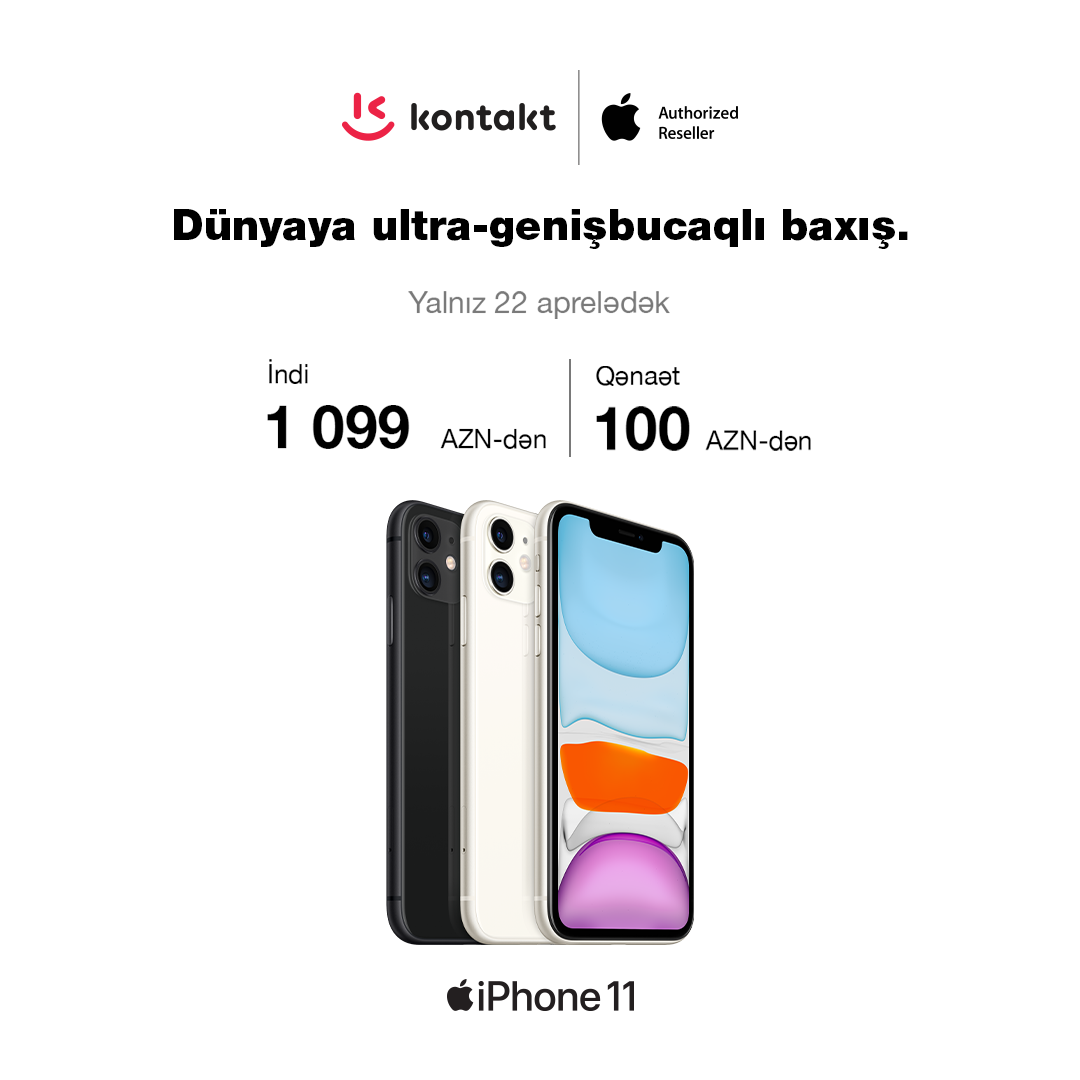 kontakt
Authorized
Reseller
Dünyaya ultra-genişbucaqlı baxış.
Yalnız 22 aprelədək
İndi
1 099 AZN-dən
Qənaət
100 AZN-dən
iPhone 11